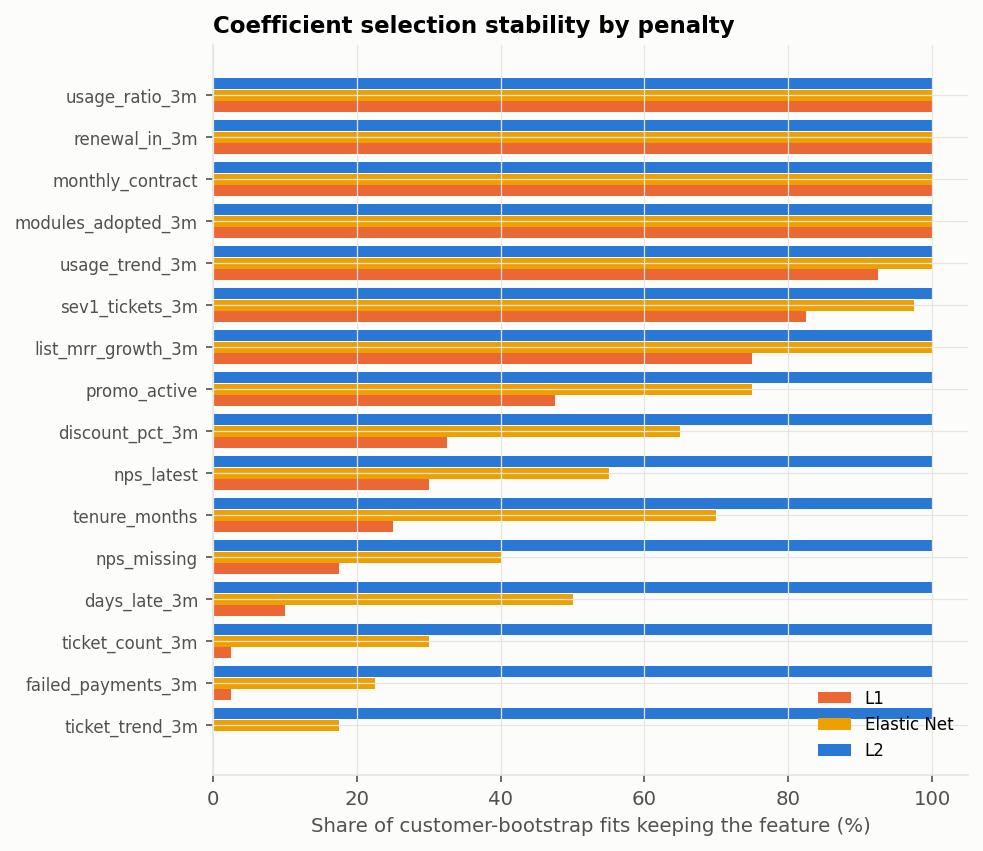 Coefficient selection stability by penalty
usage_ratio_3m
renewal_in_3m
monthly_contract
modules_adopted_3m
usage_trend_3m
sev1_tickets_3m
list_mrr_growth_3m
promo_active
discount_pct_3m
nps_latest
tenure_months
nps_missing
days_late_3m
ticket_count_3m
failed_payments_3m
ticket_trend_3m
L1
Elastic Net
L2
0 20 40 60 80 100
Share of customer-bootstrap fits keeping the feature (%)